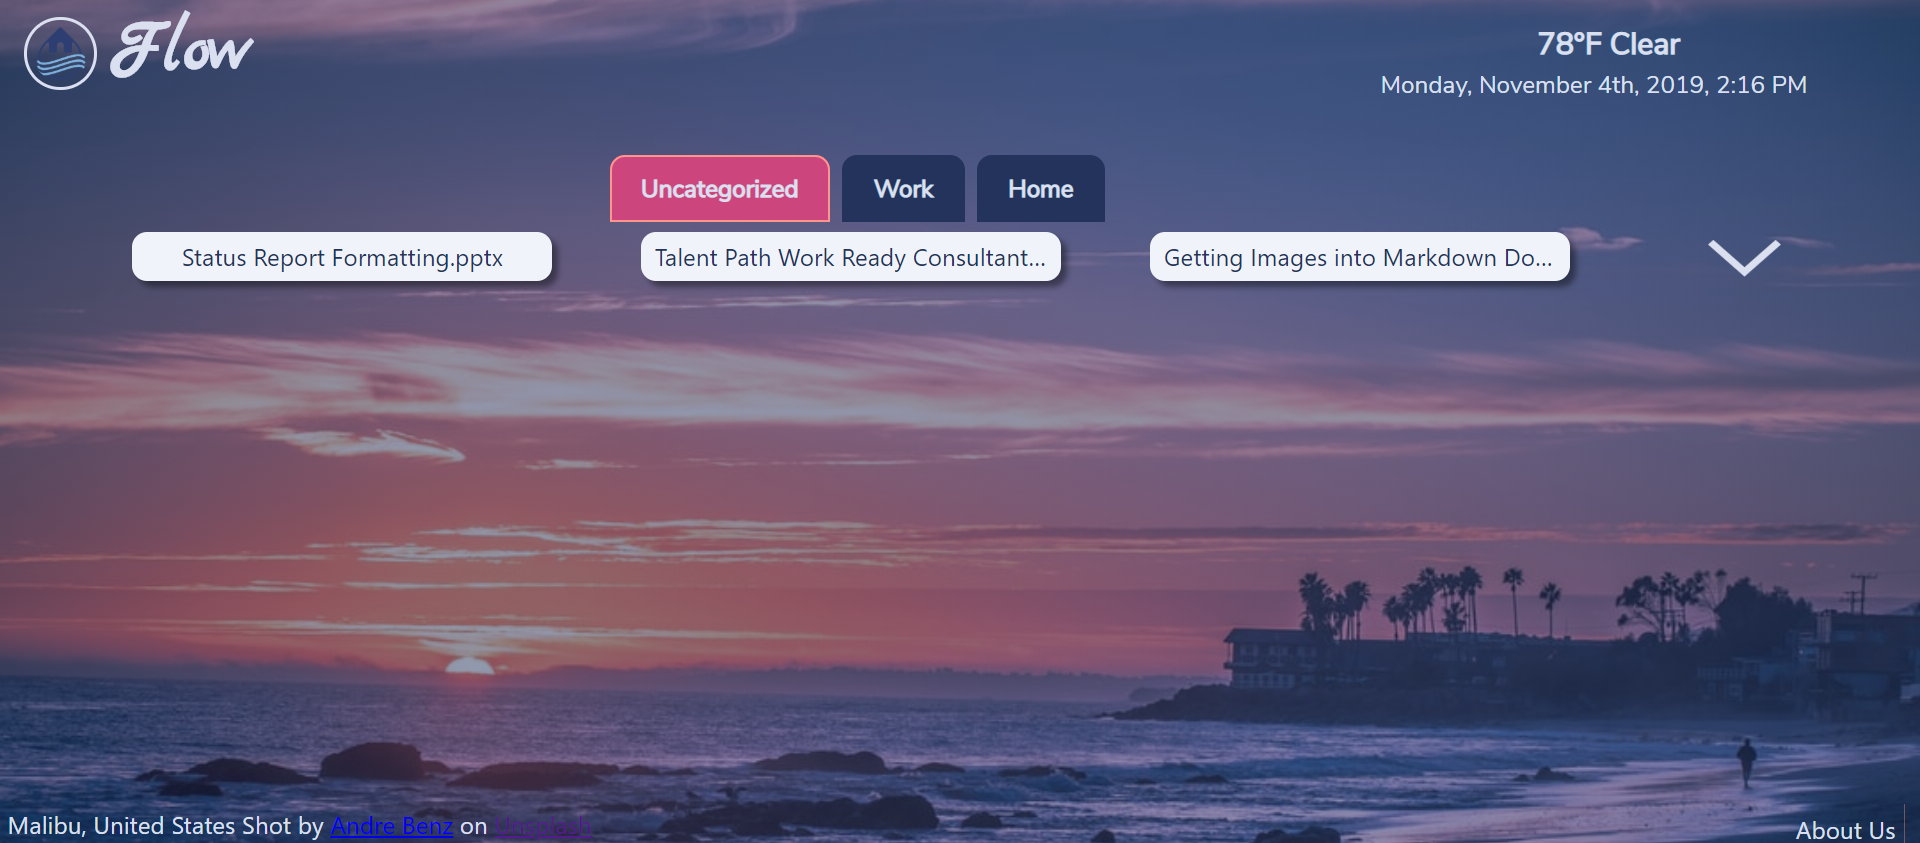 Flow
78°F Clear
Monday, November 4th, 2019, 2:16 PM
Uncategorized
Work
Home
Status Report Formatting.pptx
Talent Path Work Ready Consultant...
Getting Images into Markdown Do...
Malibu, United States Shot by Andre Benz on Unsplash
About Us